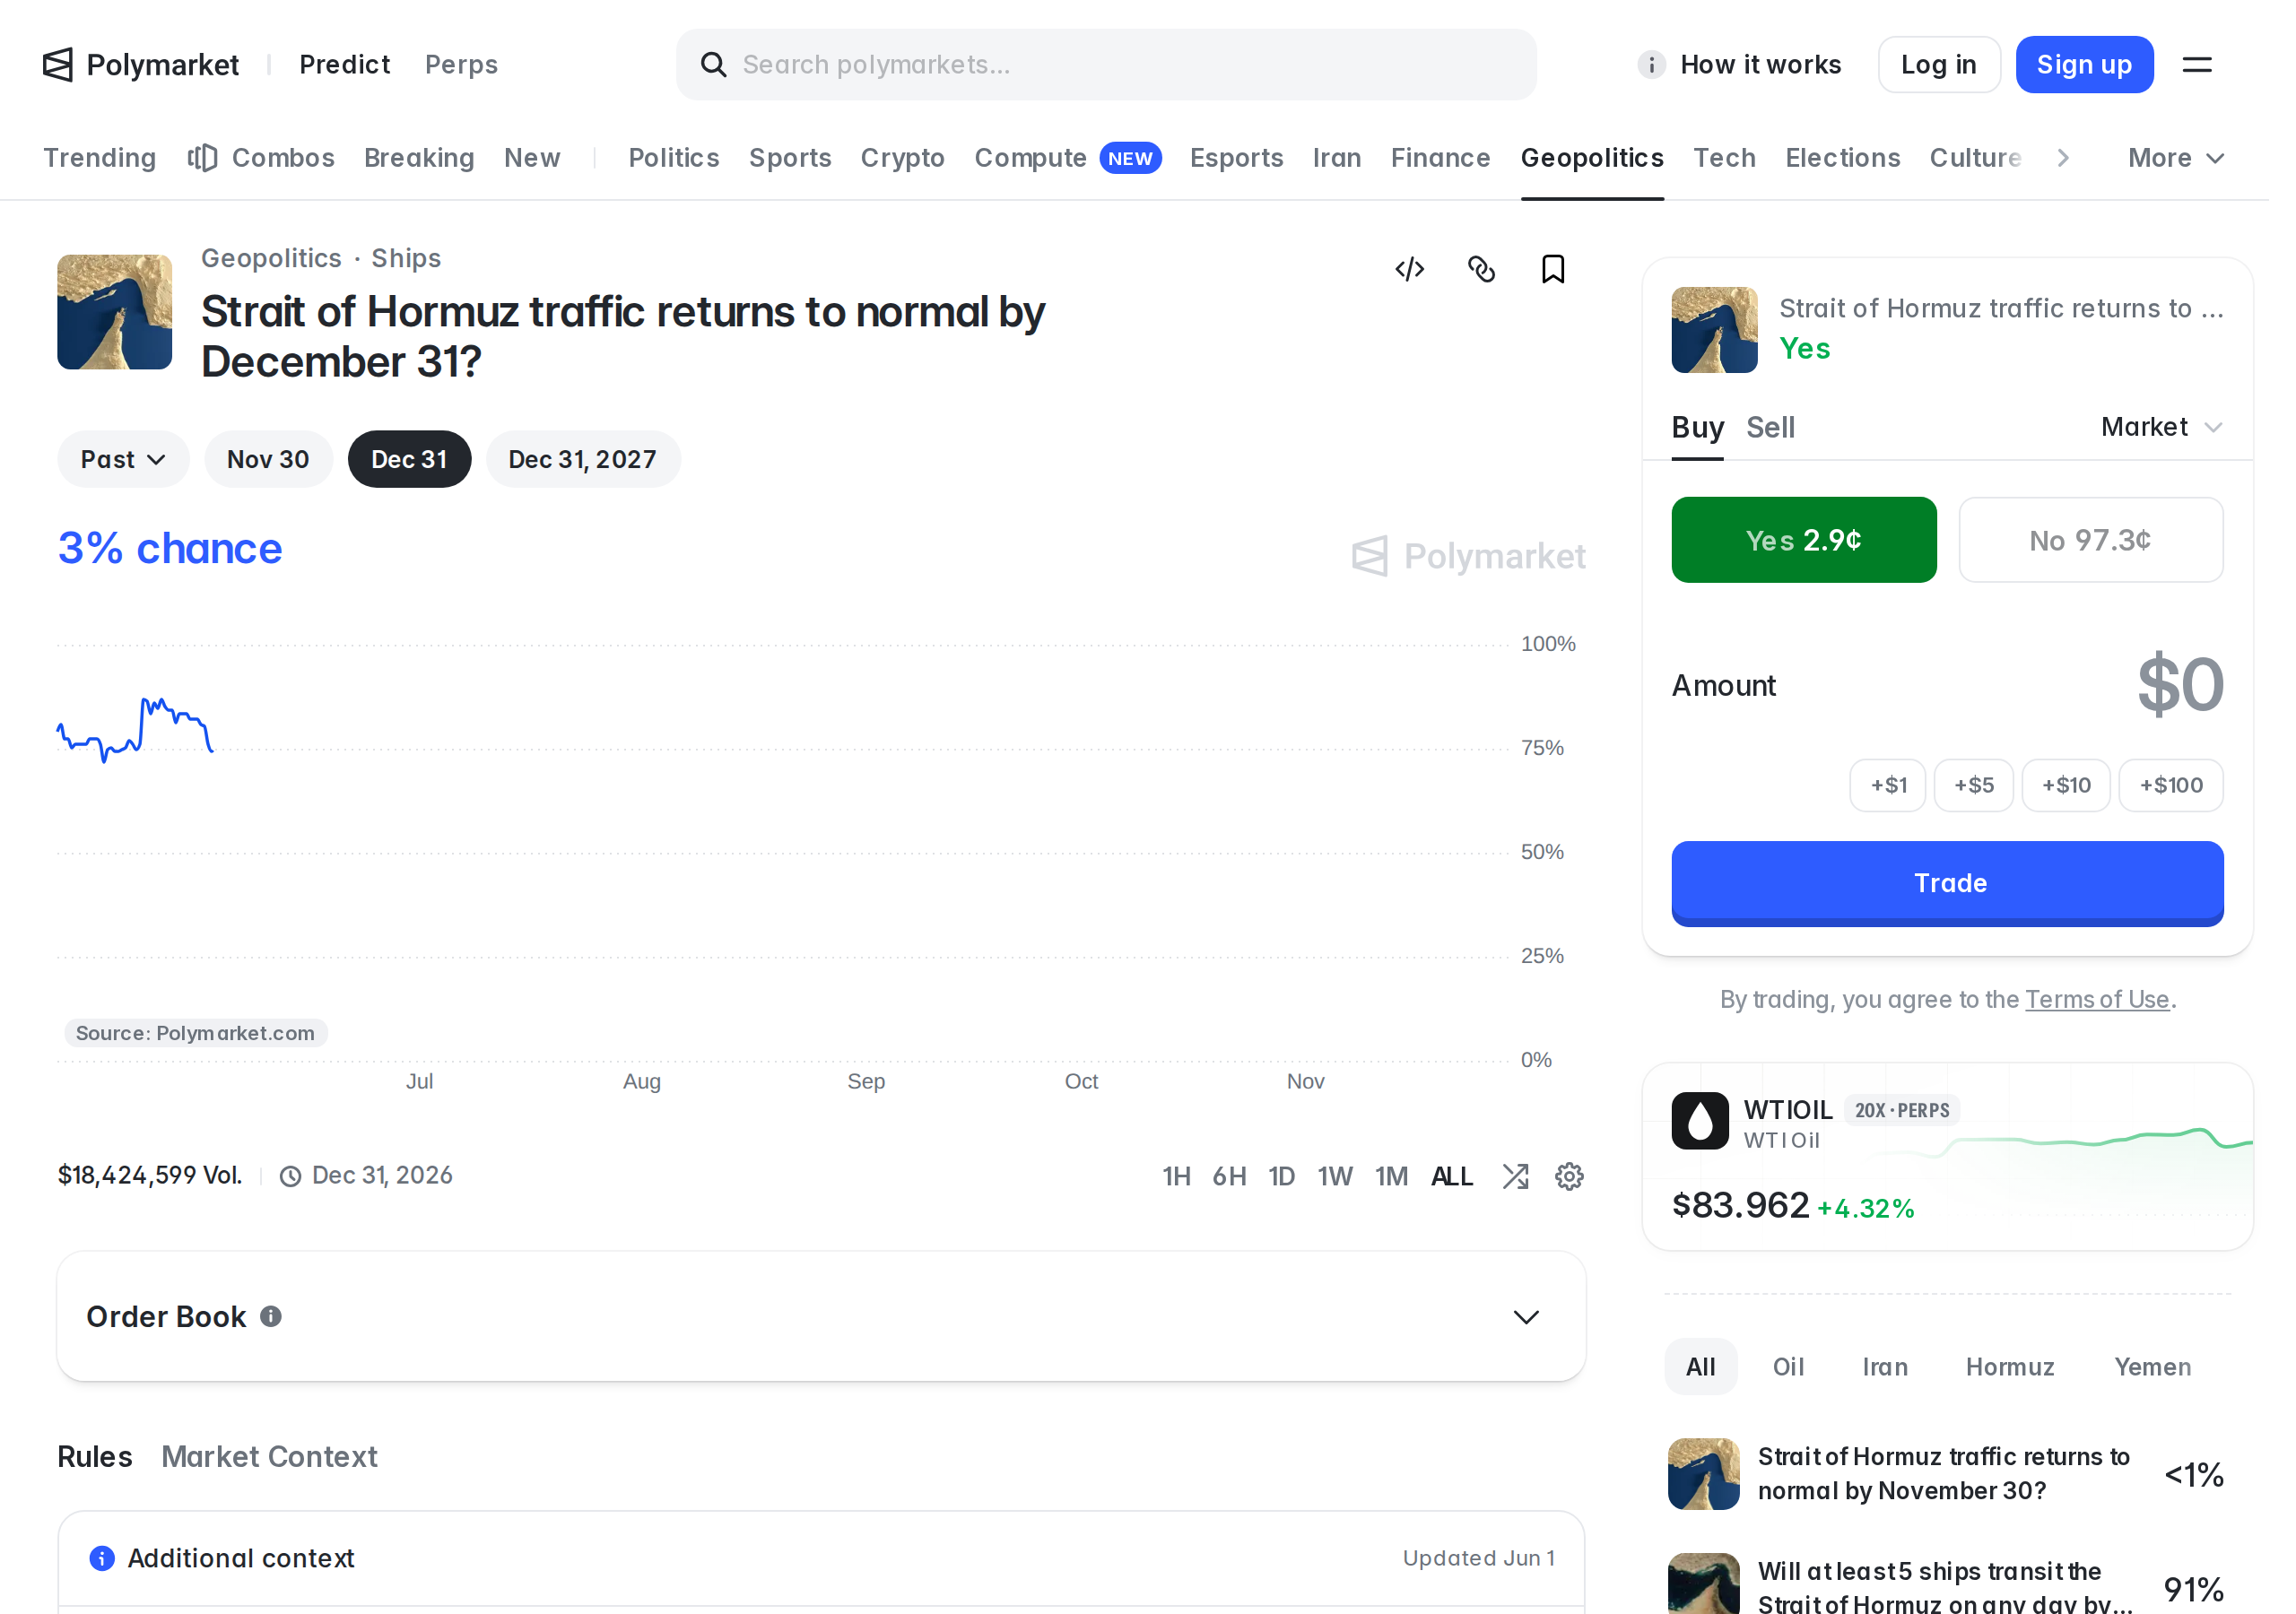 Polymarket
Predict
Perps
Search polymarkets...
How it works
Log in
Sign up
Trending
Combos
Breaking
New
Politics
Sports
Crypto
Compute NEW
Esports
Iran
Finance
Geopolitics
Tech
Elections
Culture
More
Geopolitics · Ships
Strait of Hormuz traffic returns to normal by
December 31?
Past
Nov 30
Dec 31
Dec 31, 2027
3% chance
Polymarket
100%
75%
50%
25%
0%
Source: Polymarket.com
Jul
Aug
Sep
Oct
Nov
$18,424,599 Vol.
Dec 31, 2026
1H
6H
1D
1W
1M
ALL
Order Book
Rules
Market Context
Additional context
Updated Jun 1
Strait of Hormuz traffic returns to ...
Yes
Buy
Sell
Market
Yes 2.9¢
No 97.3¢
Amount
$0
+$1
+$5
+$10
+$100
Trade
By trading, you agree to the Terms of Use.
WTIOIL
20X · PERPS
WTI Oil
$83.962 +4.32%
All
Oil
Iran
Hormuz
Yemen
Strait of Hormuz traffic returns to
normal by November 30?
<1%
Will at least 5 ships transit the
Strait of Hormuz on any day by...
91%